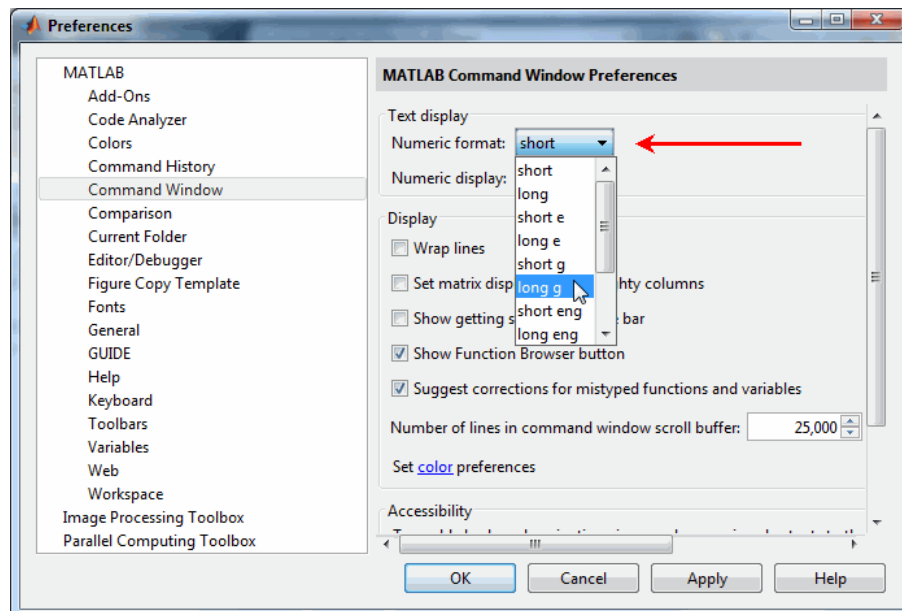 Preferences
MATLAB
Add-Ons
Code Analyzer
Colors
Command History
Command Window
Comparison
Current Folder
Editor/Debugger
Figure Copy Template
Fonts
General
GUIDE
Help
Keyboard
Toolbars
Variables
Web
Workspace
Image Processing Toolbox
Parallel Computing Toolbox
MATLAB Command Window Preferences
Text display
Numeric format: short
Numeric display:
short
long
short e
long e
short g
long g
short eng
long eng
Display
Wrap lines
Set matrix disp hty columns
Show getting s bar
Show Function Browser button
Suggest corrections for mistyped functions and variables
Number of lines in command window scroll buffer: 25,000
Set color preferences
Accessibility
OK Cancel Apply Help